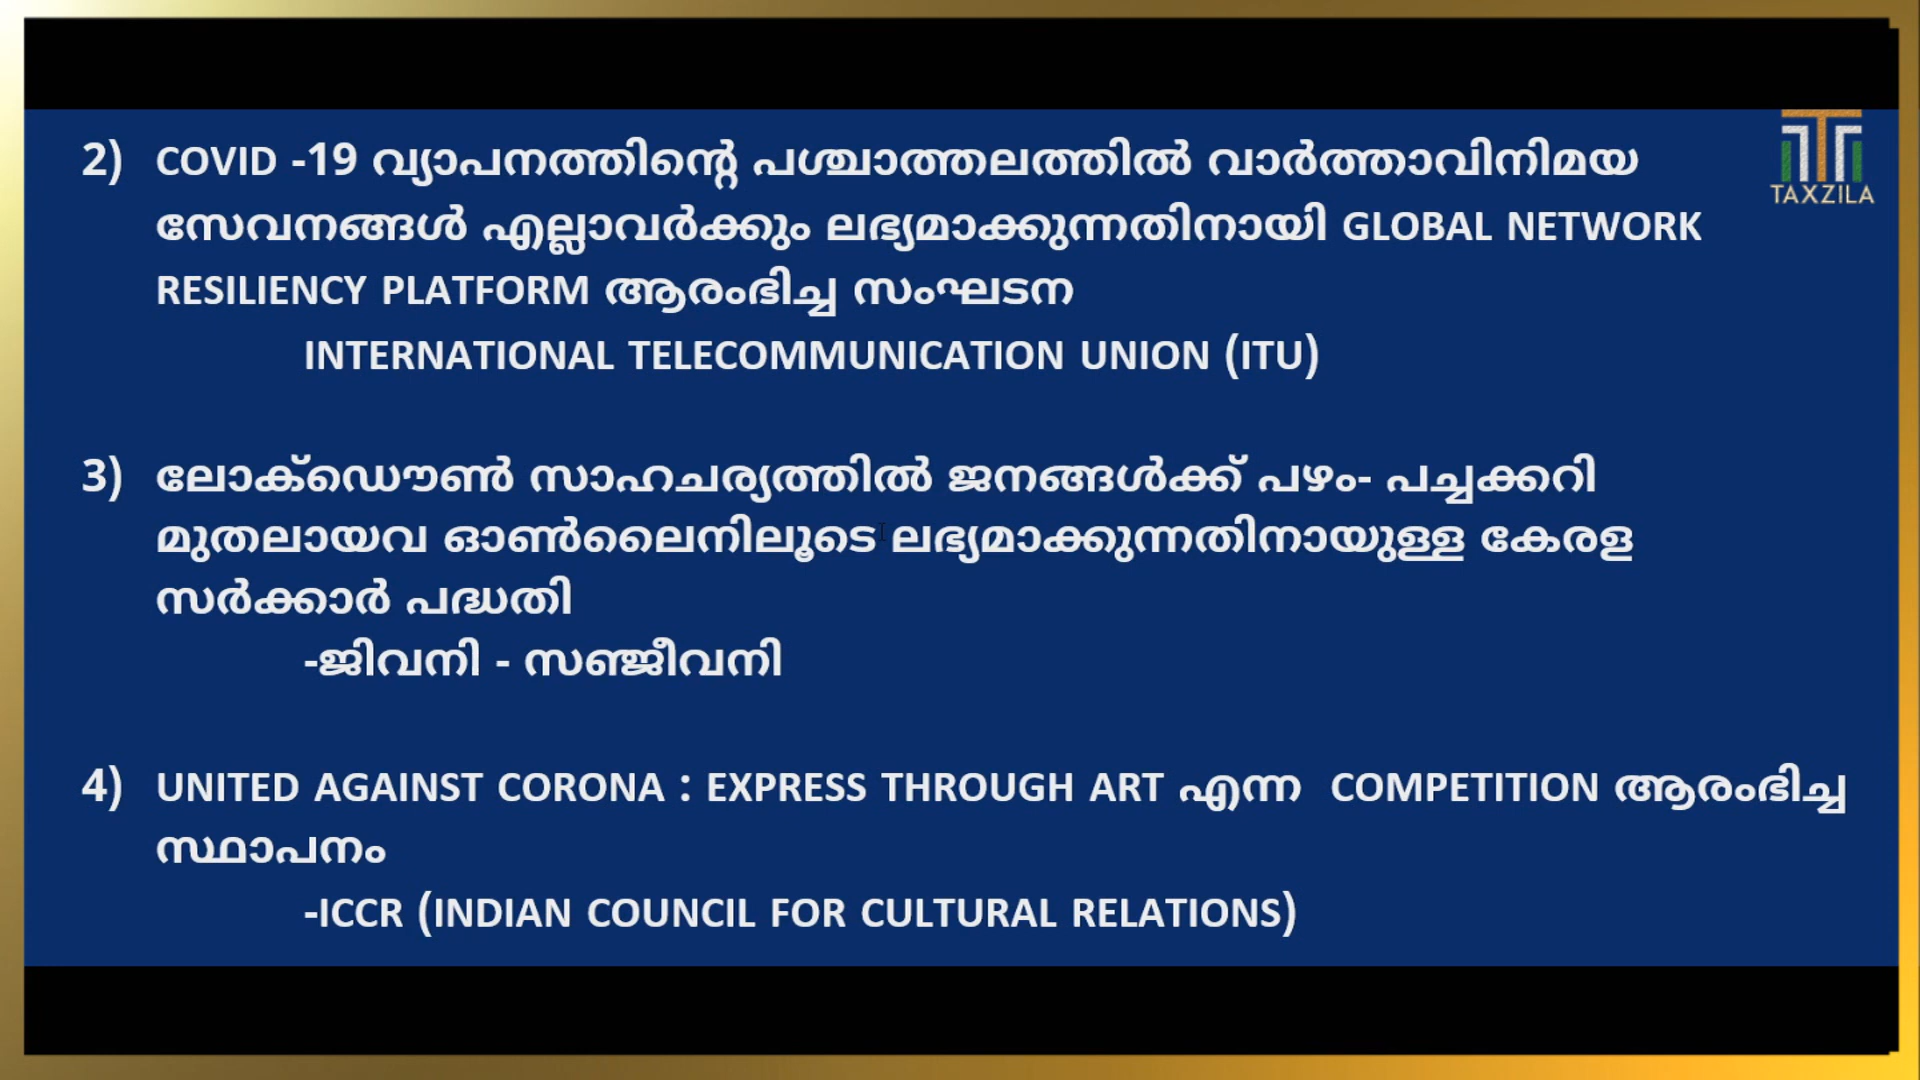 2) COVID -19 വ്യാപനത്തിന്റെ പശ്ചാത്തലത്തിൽ വാർത്താവിനിമയ
സേവനങ്ങൾ എല്ലാവർക്കും ലഭ്യമാക്കുന്നതിനായി GLOBAL NETWORK
RESILIENCY PLATFORM ആരംഭിച്ച സംഘടന
INTERNATIONAL TELECOMMUNICATION UNION (ITU)
3) ലോക്ഡൌൺ സാഹചര്യത്തിൽ ജനങ്ങൾക്ക് പഴം- പച്ചക്കറി
മുതലായവ ഓൺലൈനിലൂടെ ലഭ്യമാക്കുന്നതിനായുള്ള കേരള
സർക്കാർ പദ്ധതി
-ജിവനി - സഞ്ജീവനി
4) UNITED AGAINST CORONA : EXPRESS THROUGH ART എന്ന COMPETITION ആരംഭിച്ച
സ്ഥാപനം
-ICCR (INDIAN COUNCIL FOR CULTURAL RELATIONS)
TAXZILA